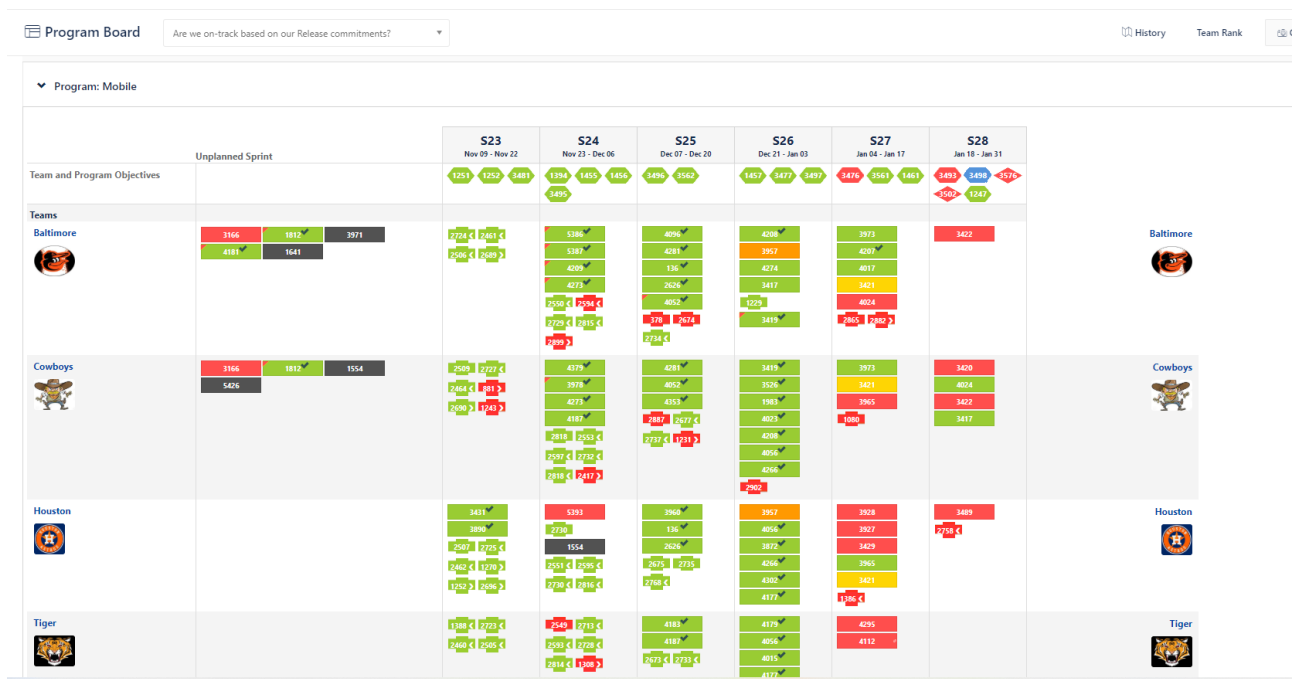 Program Board
Are we on-track based on our Release commitments?
History Team Rank
Program: Mobile
Unplanned Sprint
S23 S24 S25 S26 S27 S28
Nov 09 - Nov 22 Nov 23 - Dec 06 Dec 07 - Dec 20 Dec 21 - Jan 03 Jan 04 - Jan 17 Jan 18 - Jan 31
Team and Program Objectives
1251 1252 3481 1394 1455 1456 3496 3562 1457 3477 3497 3476 3561 1461 3493 3498 3576
3495 3502 1247
Teams
Baltimore 3166 1812 3971 2724 2461 5386 4096 4208 3973 3422 Baltimore
4181 1641 2506 2689 5387 4281 3957 4207
4209 136 4274 4017
4273 2626 3417 3421
2550 2594 4052 1229 4024
2729 2815 378 2674 3419 2865 2882
2899 2734
Cowboys 3166 1812 1554 2509 2727 4379 4281 3419 3973 3420 Cowboys
5426 2464 881 3978 4052 3526 3421 4024
2690 1243 4273 4353 1983 3965 3422
4187 2887 2677 4023 1080 3417
2818 2553 2737 1231 4208
2597 2732 4056
2818 2417 4266
2902
Houston 3431 5393 3960 3957 3928 3489 Houston
3890 2730 136 4056 3927 2758
2507 2725 1554 2626 3872 3429
2462 1270 2551 2595 2675 2735 4266 3965
1252 2696 2730 2816 2768 4302 3421
4177 1386
Tiger 1388 2723 2549 2713 4183 4179 4295 Tiger
2460 2505 2593 2728 4187 4056 4112
2814 1308 2673 2733 4015
4177